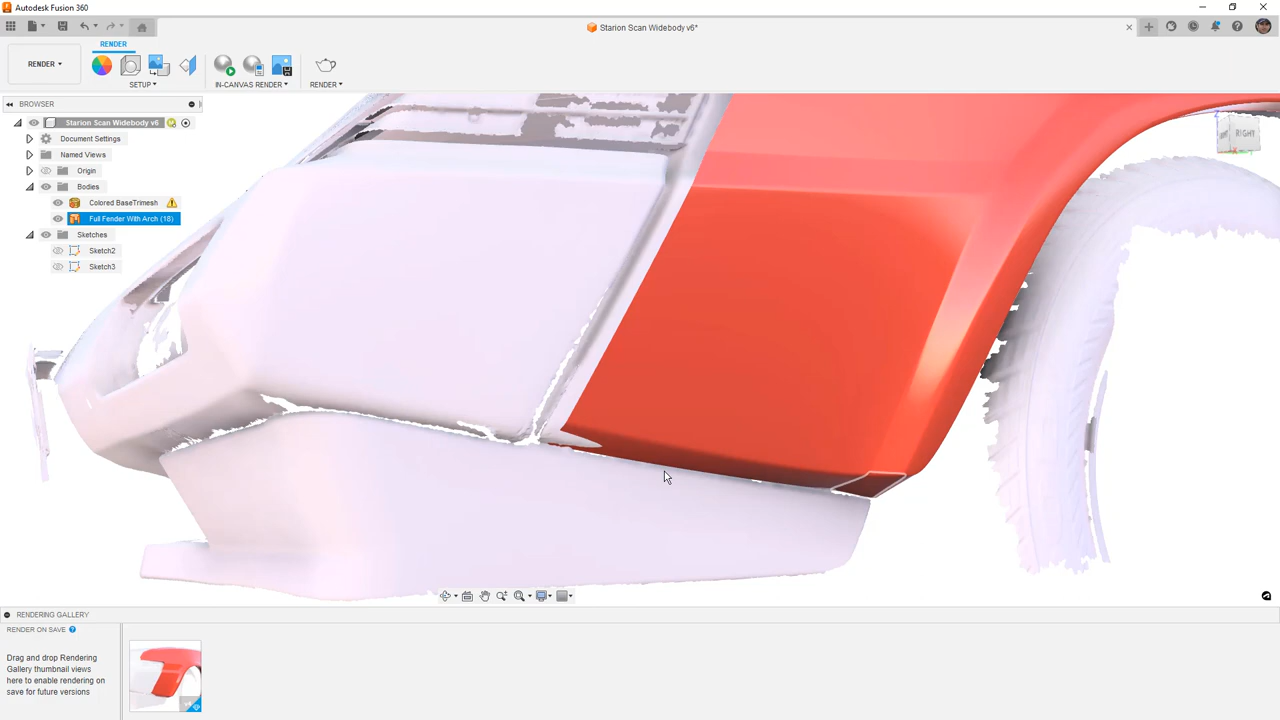 Autodesk Fusion 360
Starion Scan Widebody v6*
RENDER
RENDER
SETUP
IN-CANVAS RENDER
RENDER
BROWSER
Starion Scan Widebody v6
Document Settings
Named Views
Origin
Bodies
Colored BaseTrimesh
Full Fender With Arch (18)
Sketches
Sketch2
Sketch3
RIGHT
RENDERING GALLERY
RENDER ON SAVE
Drag and drop Rendering
Gallery thumbnail views
here to enable rendering on
save for future versions